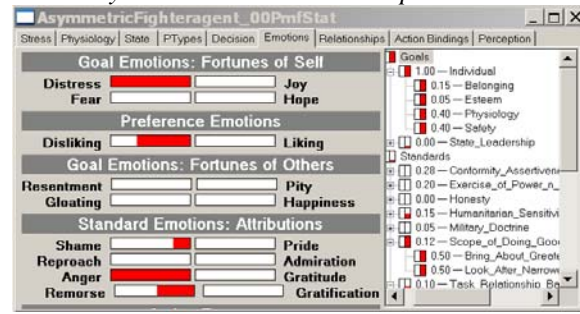 AsymmetricFighteragent_00PmfStat
Stress Physiology State PTypes Decision Emotions Relationships Action Bindings Perception
Goal Emotions: Fortunes of Self
Distress Joy
Fear Hope
Preference Emotions
Disliking Liking
Goal Emotions: Fortunes of Others
Resentment Pity
Gloating Happiness
Standard Emotions: Attributions
Shame Pride
Reproach Admiration
Anger Gratitude
Remorse Gratification
Goals
1.00 — Individual
0.15 — Belonging
0.05 — Esteem
0.40 — Physiology
0.40 — Safety
0.00 — State_Leadership
Standards
0.28 — Conformity_Assertiven
0.20 — Exercise_of_Power_n_
0.00 — Honesty
0.15 — Humanitarian_Sensitivi
0.05 — Military_Doctrine
0.12 — Scope_of_Doing_Good
0.50 — Bring_About_Greate
0.50 — Look_After_Narrow
0.10 — Task_Relationship_Ba